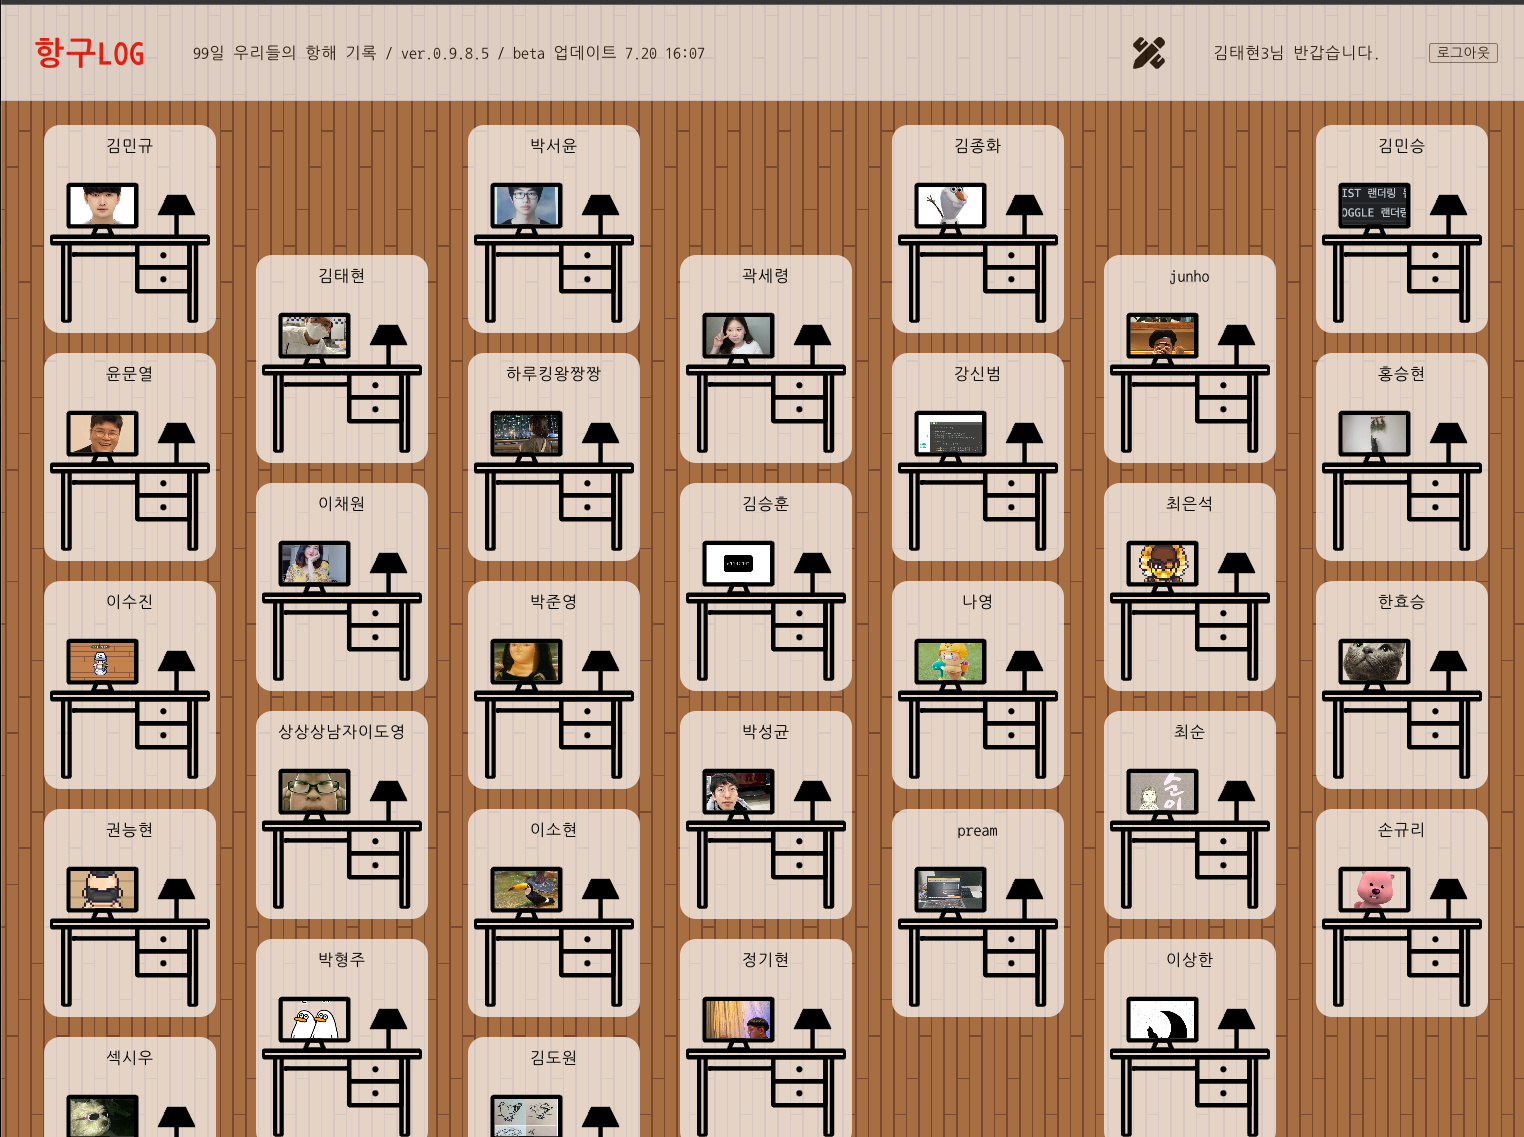 항구LOG
99일 우리들의 항해 기록 / ver.0.9.8.5 / beta 업데이트 7.20 16:07
김태현3님 반갑습니다.
로그아웃
김민규
박서윤
김종화
김민승
IST 랜더링
OGGLE 랜더링
김태현
곽세령
junho
윤문열
하루킹왕짱짱
강신범
홍승현
이채원
김승훈
최은석
이수진
박준영
나영
한효승
상상상남자이도영
박성균
최순
순이
권능현
이소현
pream
손규리
박형주
정기현
이상한
섹시우
김도원